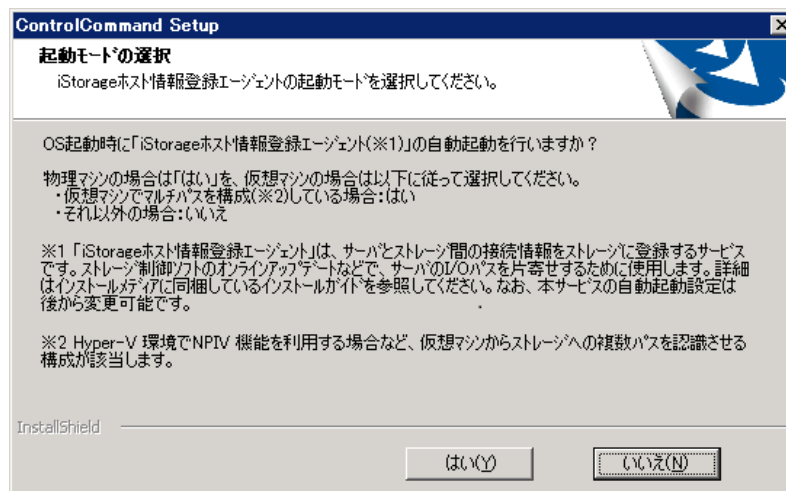 ControlCommand Setup
起動モードの選択
iStorageホスト情報登録エージェントの起動モードを選択してください。
OS起動時に「iStorageホスト情報登録エージェント(※1)」の自動起動を行いますか？
物理マシンの場合は「はい」を、仮想マシンの場合は以下に従って選択してください。
・仮想マシンでマルチパスを構成(※2)している場合：はい
・それ以外の場合：いいえ
※1 「iStorageホスト情報登録エージェント」は、サーバとストレージ間の接続情報をストレージに登録するサービス
です。ストレージ制御ソフトのオンラインアップデートなどで、サーバのI/Oパスを片寄せするために使用します。詳細
はインストールメディアに同梱しているインストールガイドを参照してください。なお、本サービスの自動起動設定は
後から変更可能です。
※2 Hyper-V 環境でNPIV 機能を利用する場合など、仮想マシンからストレージへの複数パスを認識させる
構成が該当します。
InstallShield
はい(Y)
いいえ(N)